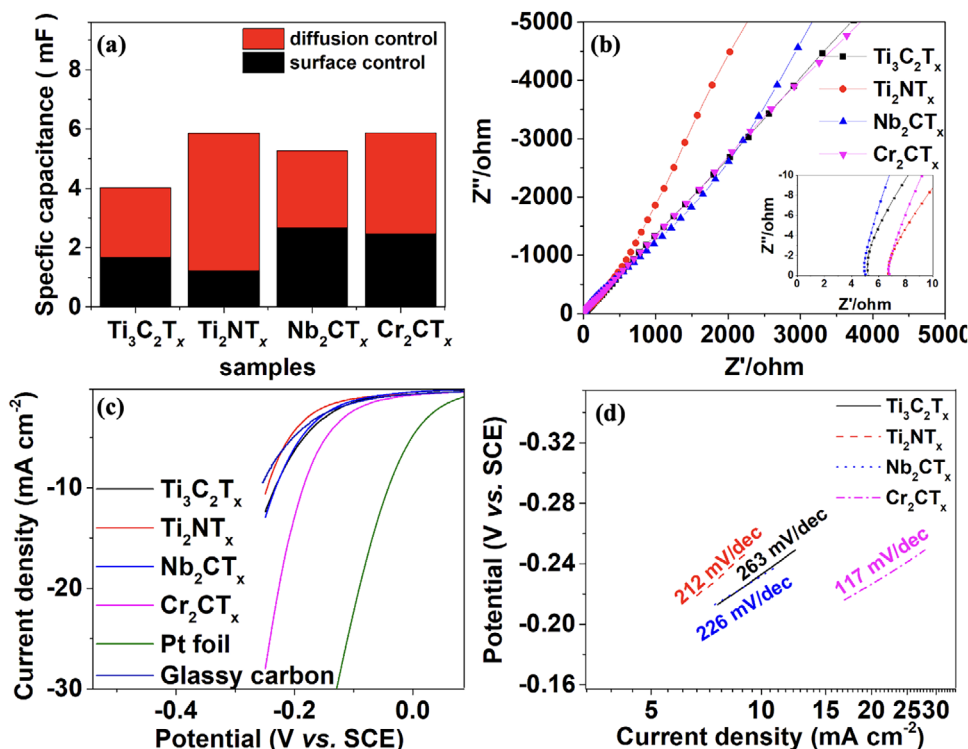 (a)
diffusion control
surface control
Specfic capacitance ( mF)
8
6
4
2
0
Ti₃C₂Tₓ Ti₂NTₓ Nb₂CTₓ Cr₂CTₓ
samples
(b)
Ti₃C₂Tₓ
Ti₂NTₓ
Nb₂CTₓ
Cr₂CTₓ
Z''/ohm
-5000
-4000
-3000
-2000
-1000
0
0 1000 2000 3000 4000 5000
Z'/ohm
Z''/ohm
-10
-8
-6
-4
-2
0
0 2 4 6 8 10
Z'/ohm
(c)
Current density (mA cm⁻²)
-10
-20
-30
Ti₃C₂Tₓ
Ti₂NTₓ
Nb₂CTₓ
Cr₂CTₓ
Pt foil
Glassy carbon
-0.4 -0.2 0.0
Potential (V vs. SCE)
(d)
Ti₃C₂Tₓ
Ti₂NTₓ
Nb₂CTₓ
Cr₂CTₓ
Potential (V vs. SCE)
-0.32
-0.28
-0.24
-0.20
-0.16
212 mV/dec
263 mV/dec
226 mV/dec
117 mV/dec
5 10 15 20 25 30
Current density (mA cm⁻²)